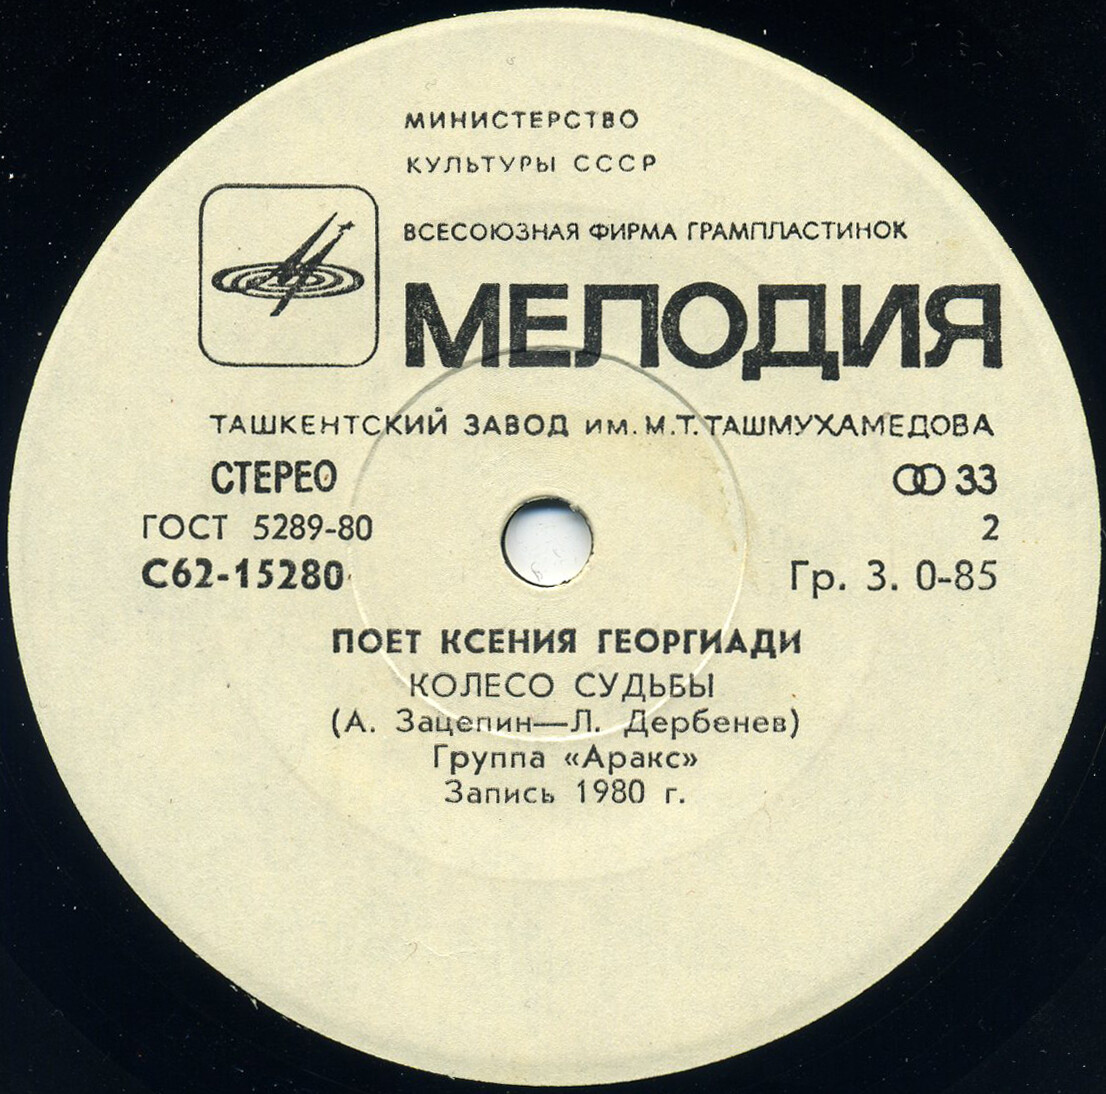 МИНИСТЕРСТВО
КУЛЬТУРЫ СССР
ВСЕСОЮЗНАЯ ФИРМА ГРАМПЛАСТИНОК
МЕЛОДИЯ
ТАШКЕНТСКИЙ ЗАВОД им. М.Т. ТАШМУХАМЕДОВА
СТЕРЕО 33
ГОСТ 5289-80 2
С62-15280 Гр. 3. 0-85
ПОЕТ КСЕНИЯ ГЕОРГИАДИ
КОЛЕСО СУДЬБЫ
(А. Зацепин—Л. Дербенев)
Группа «Аракс»
Запись 1980 г.